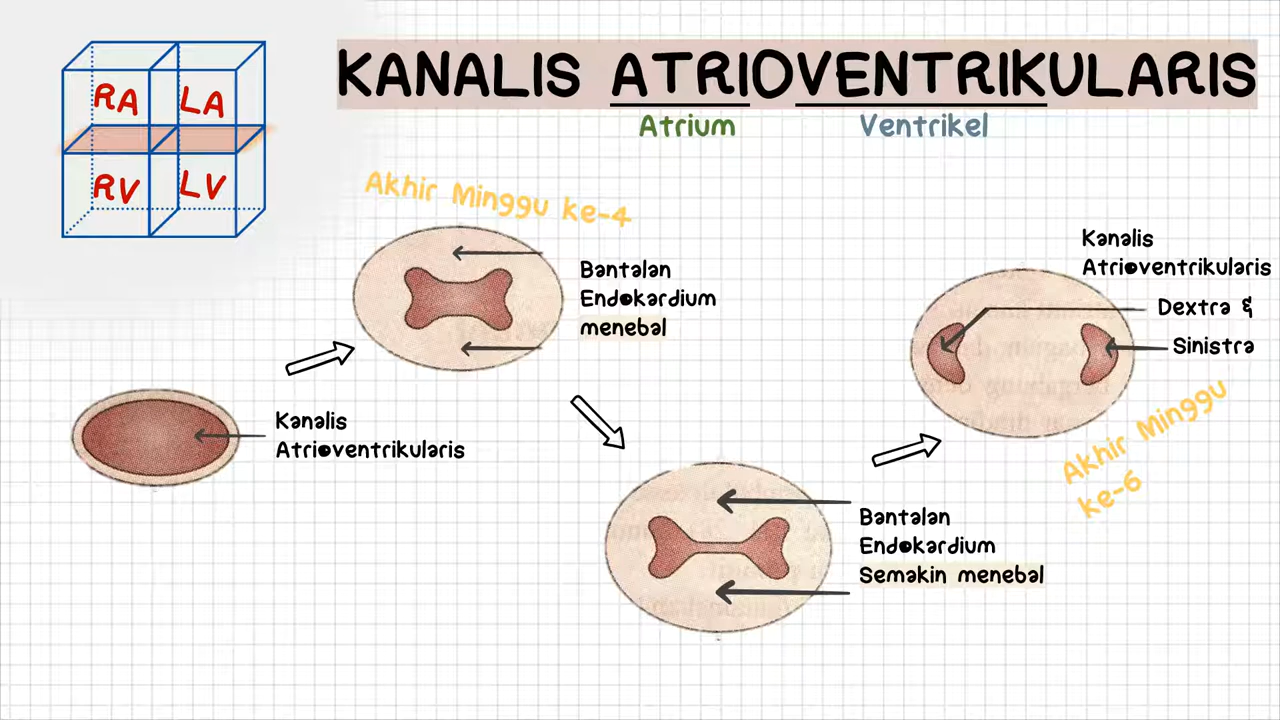 KANALIS ATRIOVENTRIKULARIS
Atrium
Ventrikel
RA
LA
RV
LV
Akhir Minggu ke-4
Bantalan
Endokardium
menebal
Kanalis
Atrioventrikularis
Bantalan
Endokardium
Semakin menebal
Kanalis
Atrioventrikularis
Dextra &
Sinistra
Akhir Minggu
ke-6